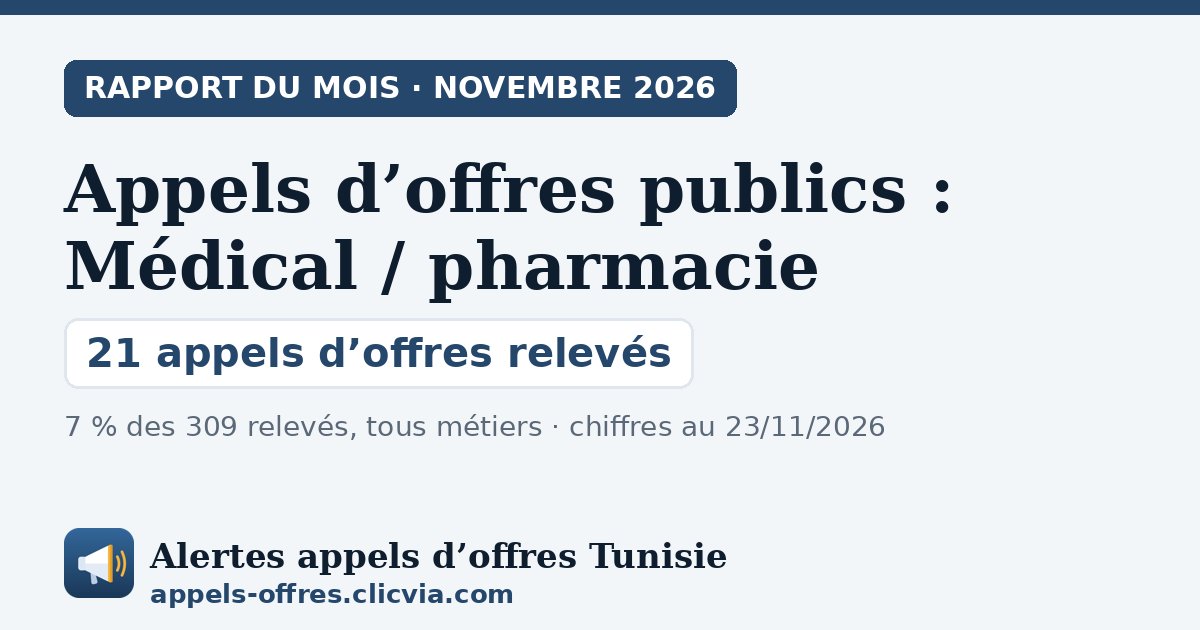 RAPPORT DU MOIS · NOVEMBRE 2026
Appels d’offres publics :
Médical / pharmacie
21 appels d’offres relevés
7 % des 309 relevés, tous métiers · chiffres au 23/11/2026
Alertes appels d’offres Tunisie
appels-offres.clicvia.com